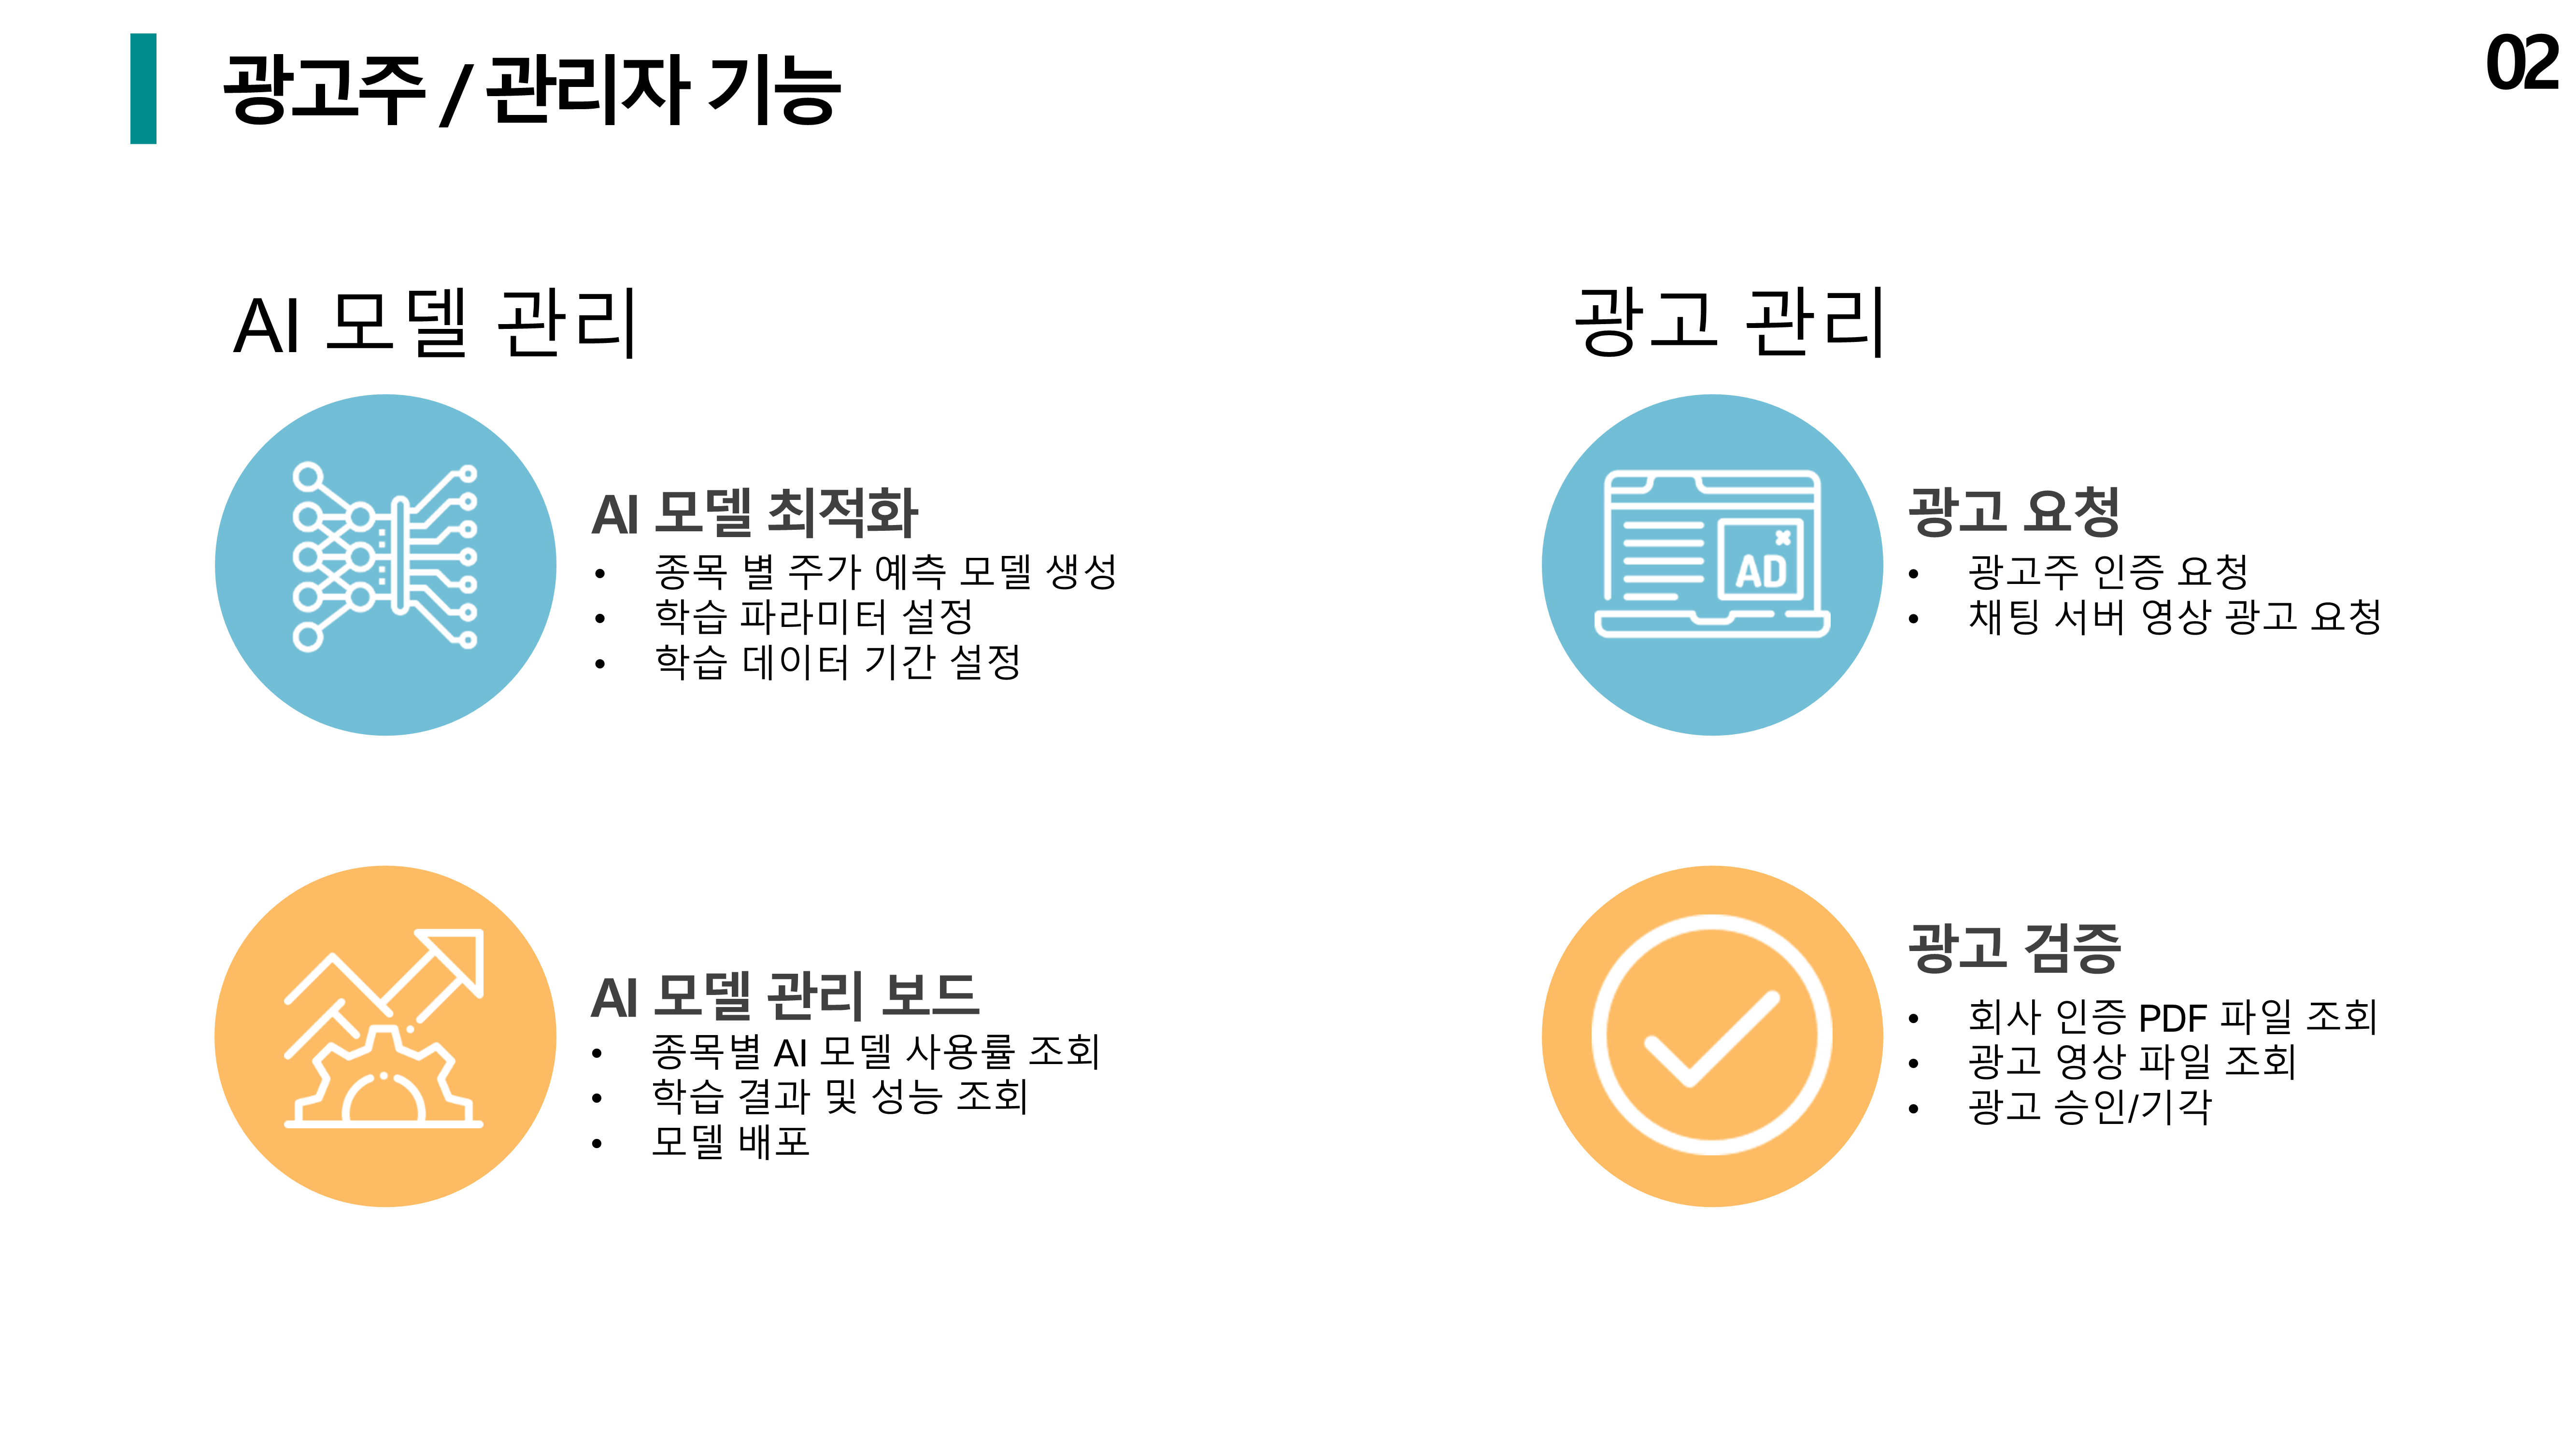 광고주 / 관리자 기능
02
AI 모델 관리
AI 모델 최적화
• 종목 별 주가 예측 모델 생성
• 학습 파라미터 설정
• 학습 데이터 기간 설정
AI 모델 관리 보드
• 종목별 AI 모델 사용률 조회
• 학습 결과 및 성능 조회
• 모델 배포
광고 관리
AD
광고 요청
• 광고주 인증 요청
• 채팅 서버 영상 광고 요청
광고 검증
• 회사 인증 PDF 파일 조회
• 광고 영상 파일 조회
• 광고 승인/기각